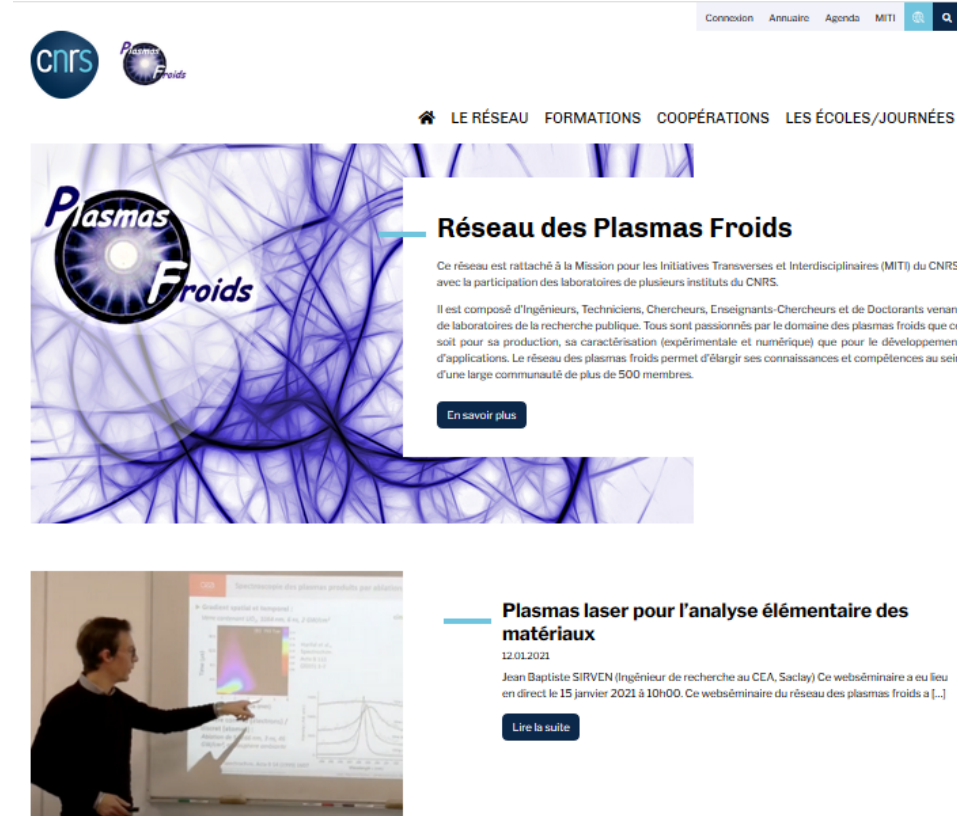 Connexion Annuaire Agenda MITI
cnrs
Plasmas
Froids
LE RÉSEAU FORMATIONS COOPÉRATIONS LES ÉCOLES/JOURNÉES
Plasmas
Froids
Réseau des Plasmas Froids
Ce réseau est rattaché à la Mission pour les Initiatives Transverses et Interdisciplinaires (MITI) du CNRS
avec la participation des laboratoires de plusieurs instituts du CNRS.
Il est composé d'Ingénieurs, Techniciens, Chercheurs, Enseignants-Chercheurs et de Doctorants venan
de laboratoires de la recherche publique. Tous sont passionnés par le domaine des plasmas froids que ce
soit pour sa production, sa caractérisation (expérimentale et numérique) que pour le développemen
d'applications. Le réseau des plasmas froids permet d'élargir ses connaissances et compétences au sein
d'une large communauté de plus de 500 membres.
En savoir plus
Plasmas laser pour l'analyse élémentaire des
matériaux
12.01.2021
Jean Baptiste SIRVEN (Ingénieur de recherche au CEA, Saclay) Ce webséminaire a eu lieu
en direct le 15 janvier 2021 à 10h00. Ce webséminaire du réseau des plasmas froids a [...]
Lire la suite